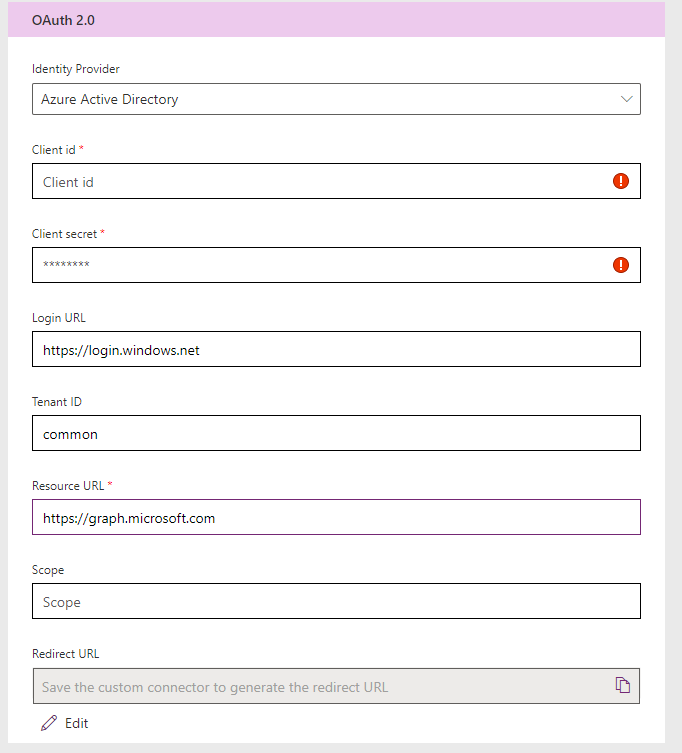 OAuth 2.0
Identity Provider
Azure Active Directory
Client id *
Client id
Client secret *
********
Login URL
https://login.windows.net
Tenant ID
common
Resource URL *
https://graph.microsoft.com
Scope
Scope
Redirect URL
Save the custom connector to generate the redirect URL
Edit